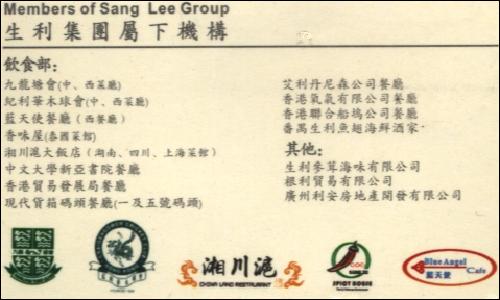 Members of Sang Lee Group
生利集團屬下機構
飲食部：
九龍塘會(中、西菜廳)
紀利華木球會(中、西菜廳)
藍天使餐廳（西餐廳）
香味屋(泰國菜館)
湘川滬大飯店（湖南、四川、上海菜館）
中文大學新亞書院餐廳
香港貿易發展局餐廳
現代貨箱碼頭餐廳(一及五號碼頭)
艾利丹尼森公司餐廳
香港氧氣有限公司餐廳
香港聯合船塢公司餐廳
番禺生利魚翅海鮮酒家
其他：
生利參茸海味有限公司
根利貿易有限公司
廣州利安房地產開發有限公司
湘川滬
CHINA LAND RESTAURANT
SPICY HOUSE
Blue Angel
Cafe
藍天使